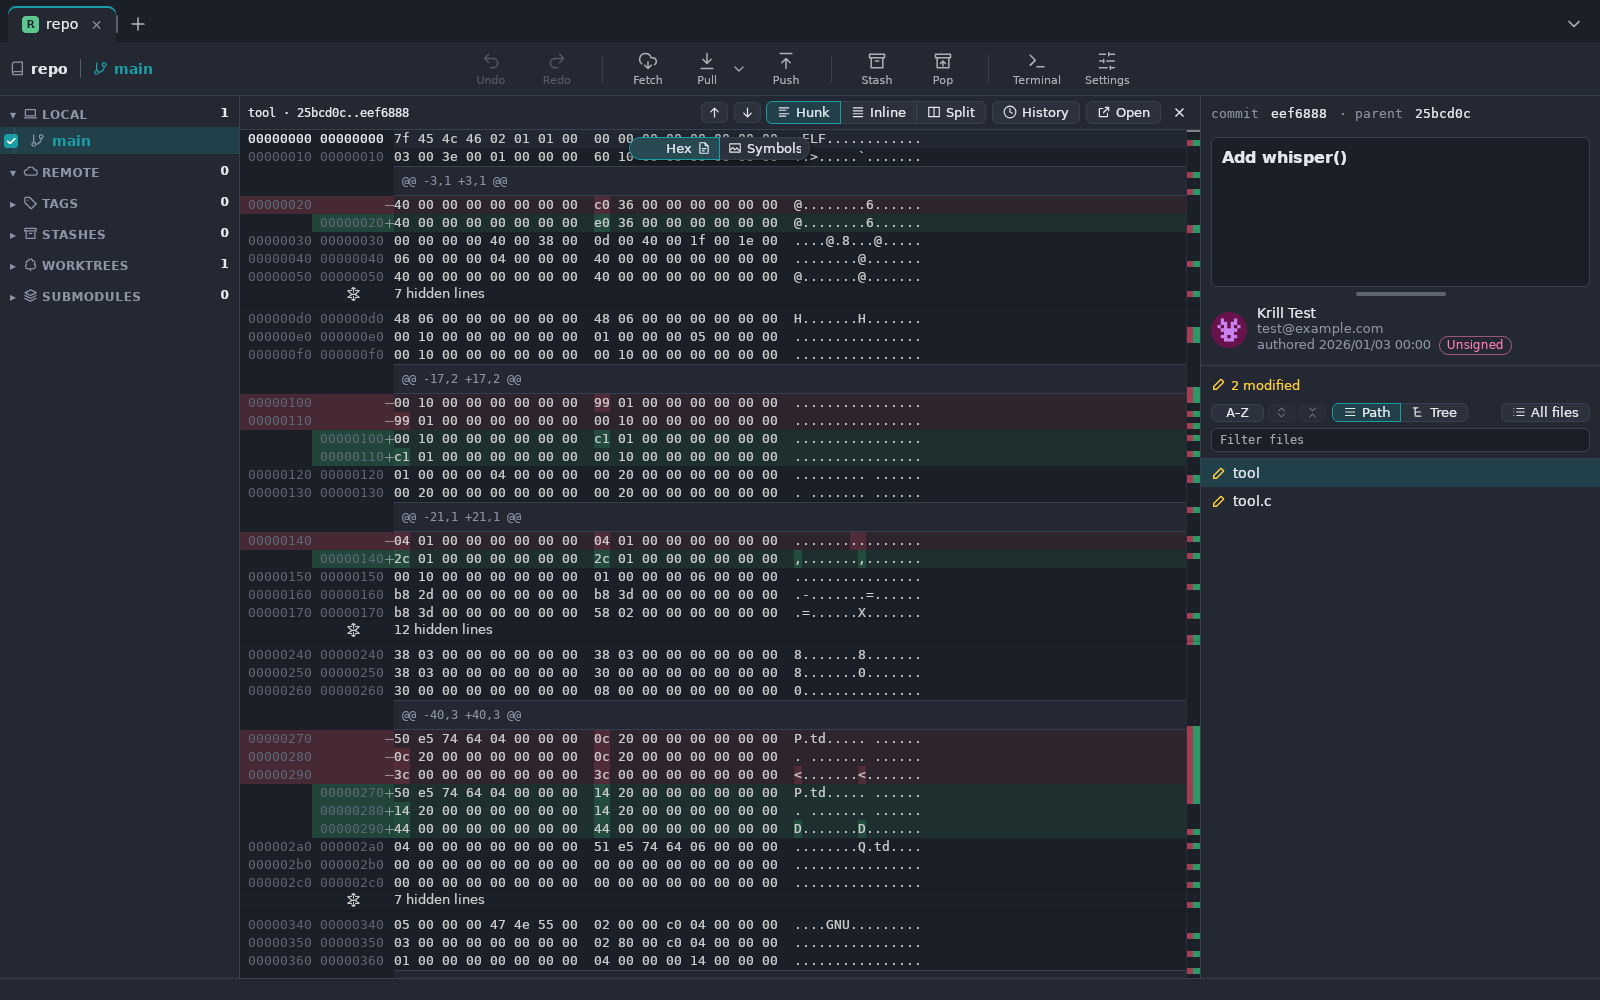 R repo
repo main
Undo Redo Fetch Pull Push Stash Pop Terminal Settings
LOCAL 1
main
REMOTE 0
TAGS 0
STASHES 0
WORKTREES 1
SUBMODULES 0
tool · 25bcd0c..eef6888 Hunk Inline Split History Open
Hex Symbols
00000000 00000000 7f 45 4c 46 02 01 01 00 00 00
00000010 00000010 03 00 3e 00 01 00 00 00 60 10
@@ -3,1 +3,1 @@
00000020 –40 00 00 00 00 00 00 00 c0 36 00 00 00 00 00 00 @........6......
00000020+40 00 00 00 00 00 00 00 e0 36 00 00 00 00 00 00 @........6......
00000030 00000030 00 00 00 00 40 00 38 00 0d 00 40 00 1f 00 1e 00 ....@.8...@.....
00000040 00000040 06 00 00 00 04 00 00 00 40 00 00 00 00 00 00 00 ........@.......
00000050 00000050 40 00 00 00 00 00 00 00 40 00 00 00 00 00 00 00 @.......@.......
7 hidden lines
000000d0 000000d0 48 06 00 00 00 00 00 00 48 06 00 00 00 00 00 00 H.......H.......
000000e0 000000e0 00 10 00 00 00 00 00 00 01 00 00 00 05 00 00 00 ................
000000f0 000000f0 00 10 00 00 00 00 00 00 00 10 00 00 00 00 00 00 ................
@@ -17,2 +17,2 @@
00000100 –00 10 00 00 00 00 00 00 99 01 00 00 00 00 00 00 ................
00000110 –99 01 00 00 00 00 00 00 00 10 00 00 00 00 00 00 ................
00000100+00 10 00 00 00 00 00 00 c1 01 00 00 00 00 00 00 ................
00000110+c1 01 00 00 00 00 00 00 00 10 00 00 00 00 00 00 ................
00000120 00000120 01 00 00 00 04 00 00 00 00 20 00 00 00 00 00 00 ......... ......
00000130 00000130 00 20 00 00 00 00 00 00 00 20 00 00 00 00 00 00 . ....... ......
@@ -21,1 +21,1 @@
00000140 –04 01 00 00 00 00 00 00 04 01 00 00 00 00 00 00 ................
00000140+2c 01 00 00 00 00 00 00 2c 01 00 00 00 00 00 00 ,.......,.......
00000150 00000150 00 10 00 00 00 00 00 00 01 00 00 00 06 00 00 00 ................
00000160 00000160 b8 2d 00 00 00 00 00 00 b8 3d 00 00 00 00 00 00 .-.......=......
00000170 00000170 b8 3d 00 00 00 00 00 00 58 02 00 00 00 00 00 00 .=......X.......
12 hidden lines
00000240 00000240 38 03 00 00 00 00 00 00 38 03 00 00 00 00 00 00 8.......8.......
00000250 00000250 38 03 00 00 00 00 00 00 30 00 00 00 00 00 00 00 8.......0.......
00000260 00000260 30 00 00 00 00 00 00 00 08 00 00 00 00 00 00 00 0...............
@@ -40,3 +40,3 @@
00000270 –50 e5 74 64 04 00 00 00 0c 20 00 00 00 00 00 00 P.td..... ......
00000280 –0c 20 00 00 00 00 00 00 0c 20 00 00 00 00 00 00 . ....... ......
00000290 –3c 00 00 00 00 00 00 00 3c 00 00 00 00 00 00 00 <.......<.......
00000270+50 e5 74 64 04 00 00 00 14 20 00 00 00 00 00 00 P.td..... ......
00000280+14 20 00 00 00 00 00 00 14 20 00 00 00 00 00 00 . ....... ......
00000290+44 00 00 00 00 00 00 00 44 00 00 00 00 00 00 00 D.......D.......
000002a0 000002a0 04 00 00 00 00 00 00 00 51 e5 74 64 06 00 00 00 ........Q.td....
000002b0 000002b0 00 00 00 00 00 00 00 00 00 00 00 00 00 00 00 00 ................
000002c0 000002c0 00 00 00 00 00 00 00 00 00 00 00 00 00 00 00 00 ................
7 hidden lines
00000340 00000340 05 00 00 00 47 4e 55 00 02 00 00 c0 04 00 00 00 ....GNU.........
00000350 00000350 03 00 00 00 00 00 00 00 02 80 00 c0 04 00 00 00 ................
00000360 00000360 01 00 00 00 00 00 00 00 04 00 00 00 14 00 00 00 ................
commit eef6888 · parent 25bcd0c
Add whisper()
Krill Test
test@example.com
authored 2026/01/03 00:00 Unsigned
2 modified
A–Z Path Tree All files
Filter files
tool
tool.c